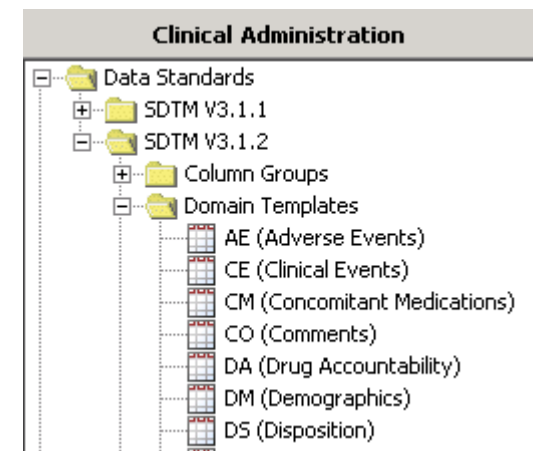 Clinical Administration
Data Standards
SDTM V3.1.1
SDTM V3.1.2
Column Groups
Domain Templates
AE (Adverse Events)
CE (Clinical Events)
CM (Concomitant Medications)
CO (Comments)
DA (Drug Accountability)
DM (Demographics)
DS (Disposition)